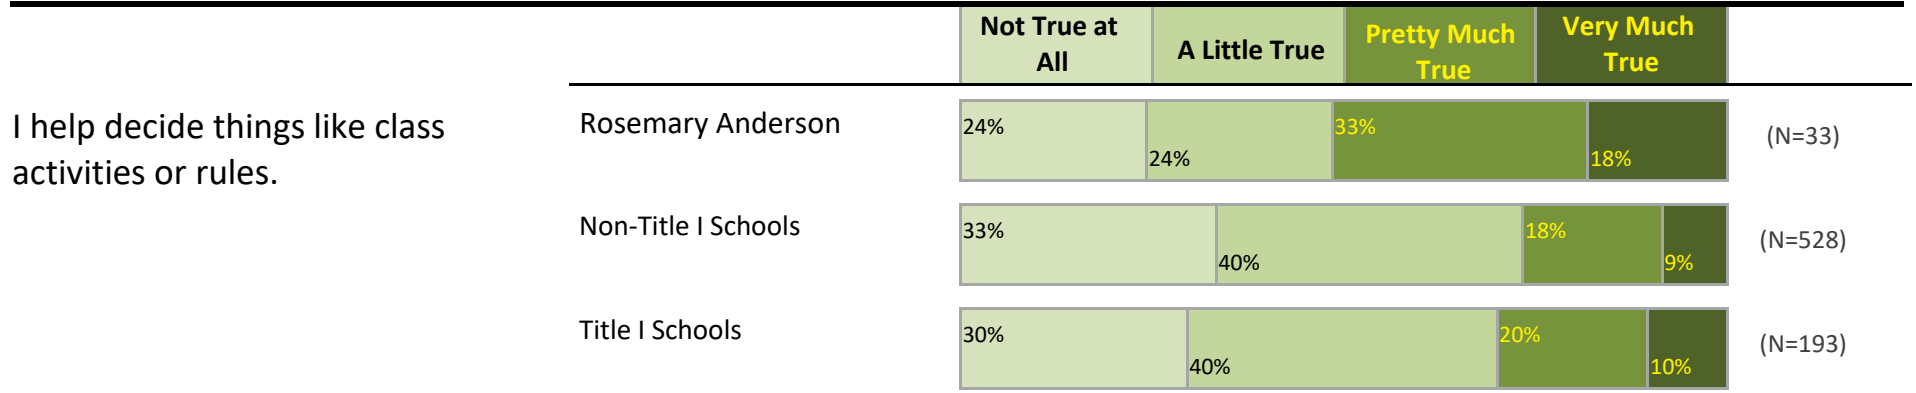 Not True at
All
A Little True
Pretty Much
True
Very Much
True
I help decide things like class
activities or rules.
Rosemary Anderson
24%
24%
33%
18%
(N=33)
Non-Title I Schools
33%
40%
18%
9%
(N=528)
Title I Schools
30%
40%
20%
10%
(N=193)